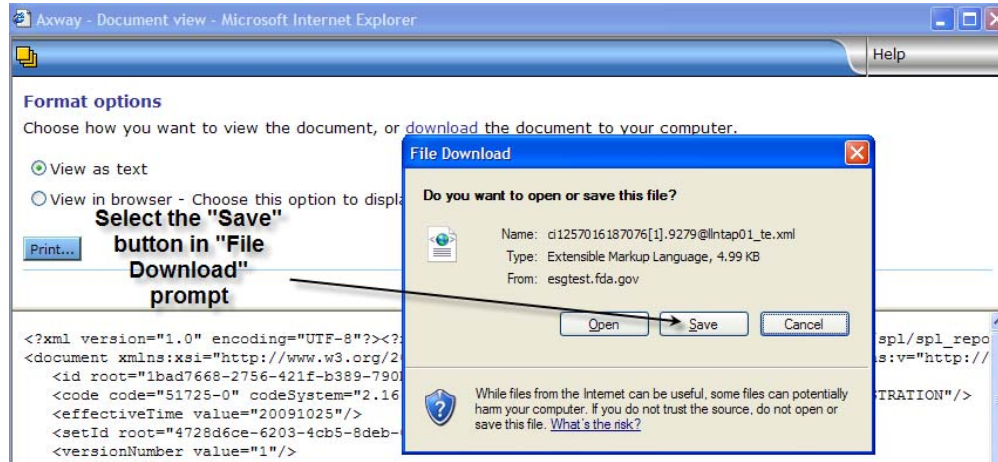 Axway - Document view - Microsoft Internet Explorer
Help
Format options
Choose how you want to view the document, or download the document to your computer.
View as text
View in browser - Choose this option to displa
Print...
Select the "Save"
button in "File
Download"
prompt
File Download
Do you want to open or save this file?
Name: ci1257016187076[1].9279@llntap01_te.xml
Type: Extensible Markup Language, 4.99 KB
From: esgtest.fda.gov
Open Save Cancel
While files from the Internet can be useful, some files can potentially
harm your computer. If you do not trust the source, do not open or
save this file. What's the risk?
<?xml version="1.0" encoding="UTF-8"?><? /spl/spl_repo
<document xmlns:xsi="http://www.w3.org/2 s:v="http://
<id root="1bad7668-2756-421f-b389-790
<code code="51725-0" codeSystem="2.16 STRATION"/>
<effectiveTime value="20091025"/>
<setId root="4728d6ce-6203-4cb5-8deb-
<versionNumber value="1"/>